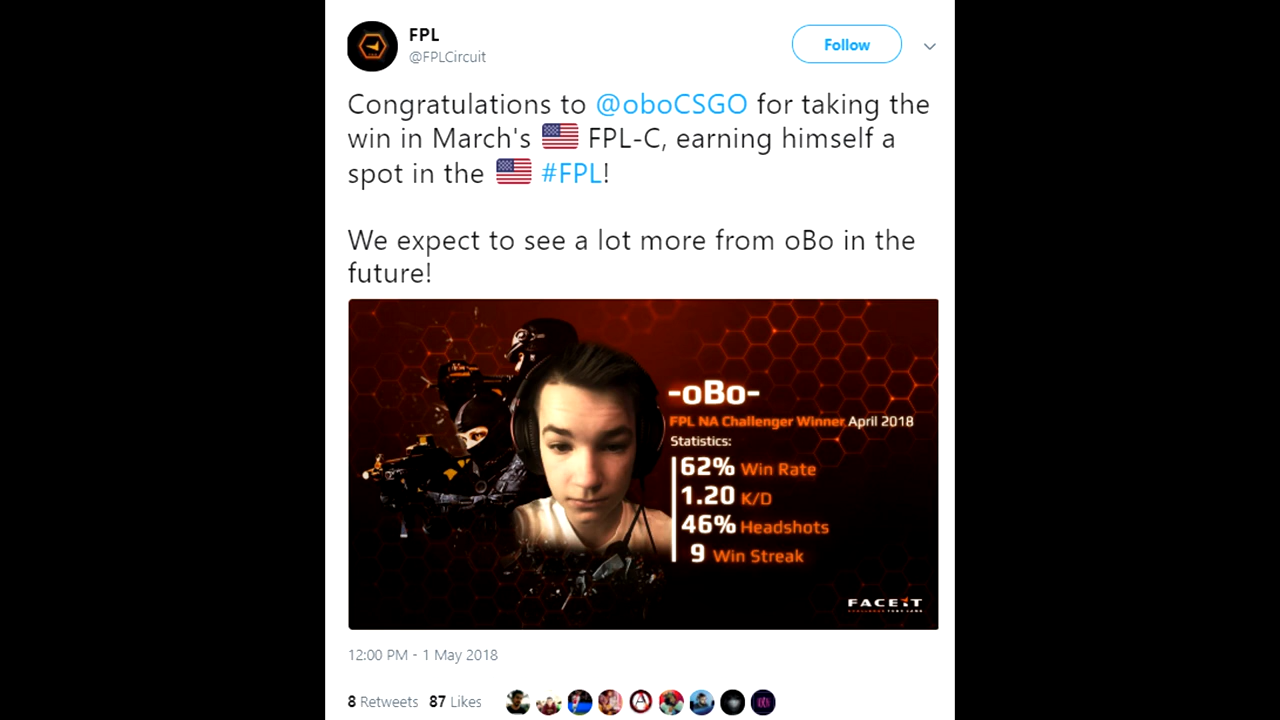 FPL
@FPLCircuit
Follow
Congratulations to @oboCSGO for taking the
win in March's 🇺🇸 FPL-C, earning himself a
spot in the 🇺🇸 #FPL!
We expect to see a lot more from oBo in the
future!
-oBo-
FPL NA Challenger Winner April 2018
Statistics:
62% Win Rate
1.20 K/D
46% Headshots
9 Win Streak
FACEIT
12:00 PM - 1 May 2018
8 Retweets 87 Likes